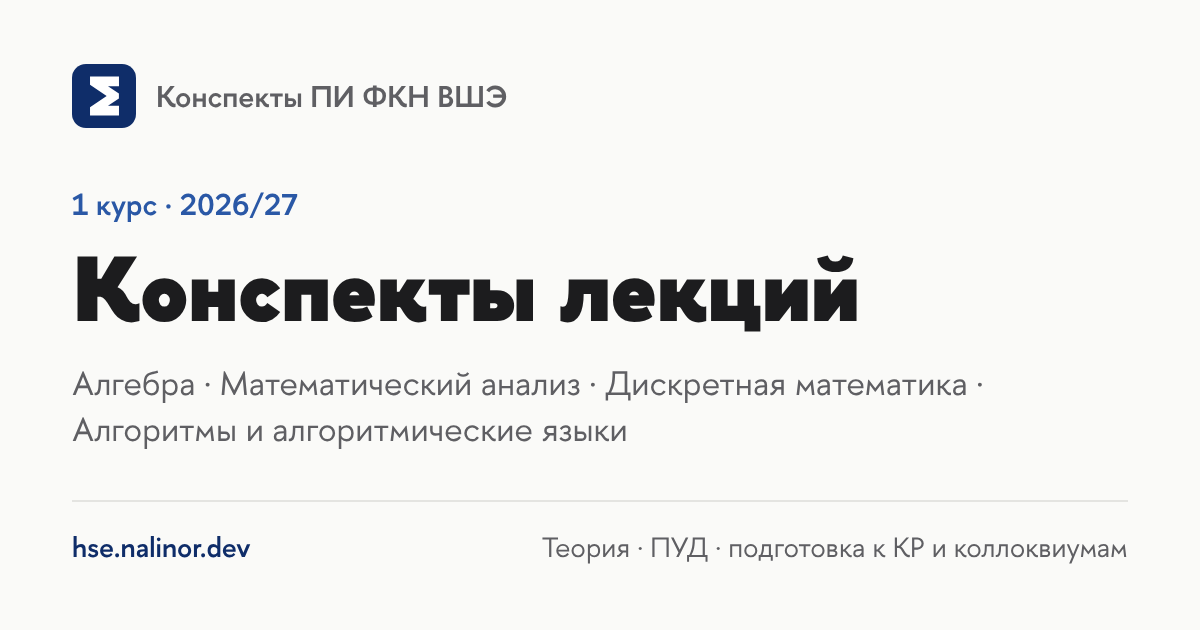 Конспекты ПИ ФКН ВШЭ
1 курс · 2026/27
Конспекты лекций
Алгебра · Математический анализ · Дискретная математика ·
Алгоритмы и алгоритмические языки
hse.nalinor.dev
Теория · ПУД · подготовка к КР и коллоквиумам